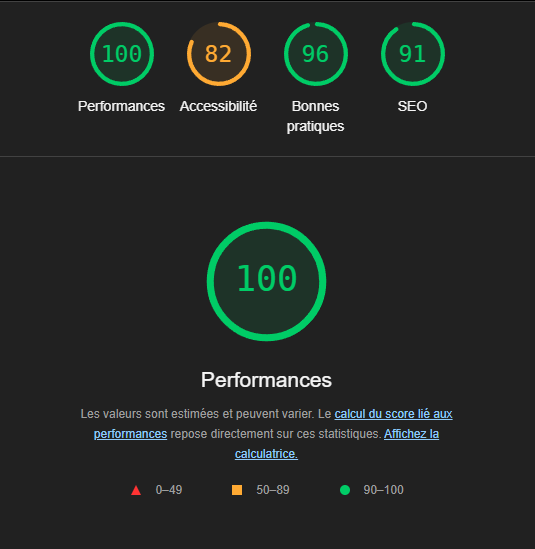 100 82 96 91
Performances Accessibilité Bonnes pratiques SEO
100
Performances
Les valeurs sont estimées et peuvent varier. Le calcul du score lié aux
performances repose directement sur ces statistiques. Affichez la
calculatrice.
0–49 50–89 90–100